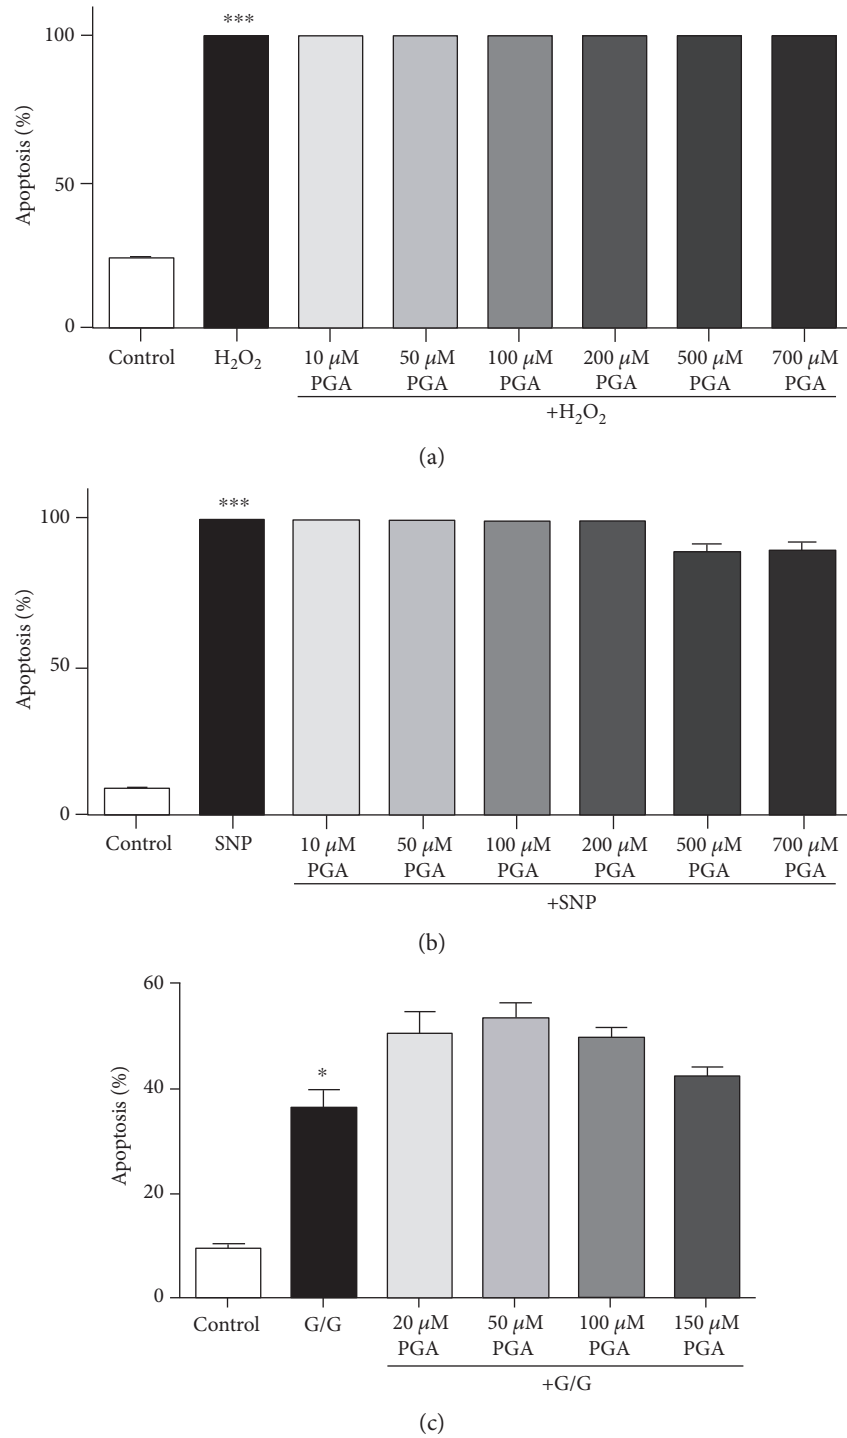 ***
100
50
0
Apoptosis (%)
Control
H₂O₂
10 μM PGA
50 μM PGA
100 μM PGA
200 μM PGA
500 μM PGA
700 μM PGA
+H₂O₂
(a)
***
100
50
0
Apoptosis (%)
Control
SNP
10 μM PGA
50 μM PGA
100 μM PGA
200 μM PGA
500 μM PGA
700 μM PGA
+SNP
(b)
60
40
20
0
*
Apoptosis (%)
Control
G/G
20 μM PGA
50 μM PGA
100 μM PGA
150 μM PGA
+G/G
(c)